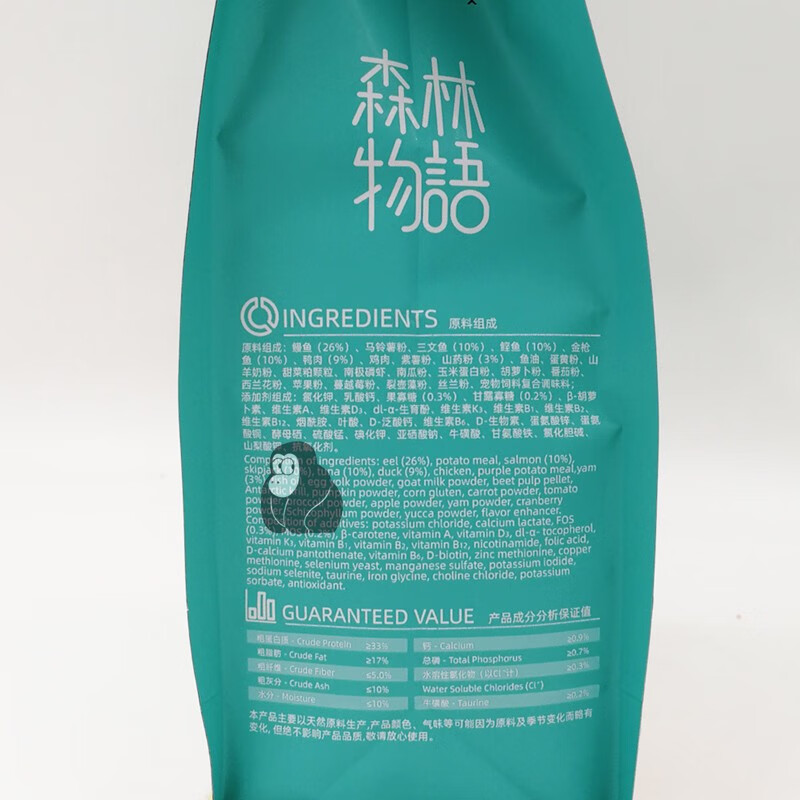 森林
物語
INGREDIENTS 原料组成
原料组成：鳗鱼（26%）、马铃薯粉、三文鱼（10%）、鲣鱼（10%）、金枪
鱼（10%）、鸭肉（9%）、鸡肉、紫薯粉、山药粉（3%）、鱼油、蛋黄粉、山
羊奶粉、甜菜粕颗粒、南极磷虾、南瓜粉、玉米蛋白粉、胡萝卜粉、番茄粉、
西兰花粉、苹果粉、蔓越莓粉、裂壶藻粉、丝兰粉、宠物饲料复合调味料；
添加剂组成：氯化钾、乳酸钙、果寡糖（0.3%）、甘露寡糖（0.2%）、β-胡萝
卜素、维生素A、维生素D₃、dl-α-生育酚、维生素K₃、维生素B₁、维生素B₂、
维生素B₁₂、烟酰胺、叶酸、D-泛酸钙、维生素B₆、D-生物素、蛋氨酸锌、蛋氨
酸铜、酵母硒、硫酸锰、碘化钾、亚硒酸钠、牛磺酸、甘氨酸铁、氯化胆碱、
山梨酸钾、抗氧化剂。
of ingredients: eel (26%), potato meal, salmon (10%),
tuna (10%), duck (9%), chicken, purple potato meal,yam
(3%) egg yolk powder, goat milk powder, beet pulp pellet,
pumpkin powder, corn gluten, carrot powder, tomato
broccoli powder, apple powder, yam powder, cranberry
powder, yucca powder, flavor enhancer.
additives: potassium chloride, calcium lactate, FOS
(0.3%), MOS (0.2%), β-carotene, vitamin A, vitamin D₃, dl-α- tocopherol,
vitamin K₃, vitamin B₁, vitamin B₂, vitamin B₁₂, nicotinamide, folic acid,
D-calcium pantothenate, vitamin B₆, D-biotin, zinc methionine, copper
methionine, selenium yeast, manganese sulfate, potassium iodide,
sodium selenite, taurine, iron glycine, choline chloride, potassium
sorbate, antioxidant.
GUARANTEED VALUE 产品成分分析保证值
粗蛋白质 - Crude Protein ≥33%
粗脂肪 - Crude Fat ≥17%
粗纤维 - Crude Fiber ≤5.0%
粗灰分 - Crude Ash ≤10%
水分 - Moisture ≤10%
钙 - Calcium ≥0.9%
总磷 - Total Phosphorus ≥0.7%
水溶性氯化物（以Cl⁻计） ≥0.3%
Water Soluble Chlorides (Cl⁻)
牛磺酸 - Taurine ≥0.2%
本产品主要以天然原料生产,产品颜色、气味等可能因为原料及季节变化而略有
变化, 但绝不影响产品品质,敬请放心使用。